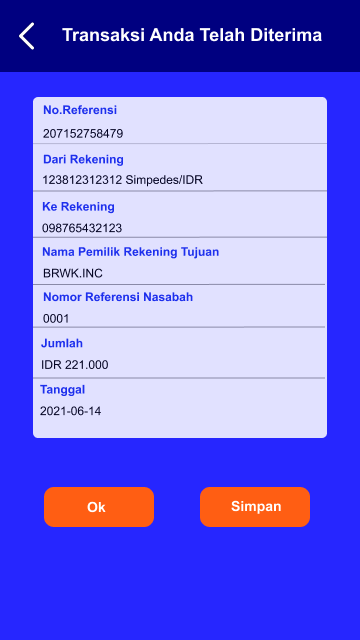 Transaksi Anda Telah Diterima
No.Referensi
207152758479
Dari Rekening
123812312312 Simpedes/IDR
Ke Rekening
098765432123
Nama Pemilik Rekening Tujuan
BRWK.INC
Nomor Referensi Nasabah
0001
Jumlah
IDR 221.000
Tanggal
2021-06-14
Ok
Simpan